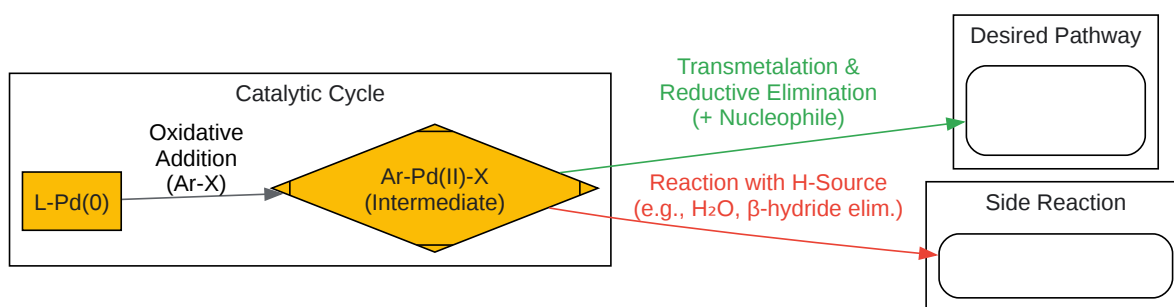 Desired Pathway
Transmetalation &
Reductive Elimination
(+ Nucleophile)
Catalytic Cycle
Oxidative
Addition
(Ar-X)
L-Pd(0)
Ar-Pd(II)-X
(Intermediate)
Reaction with H-Source
(e.g., H₂O, β-hydride elim.)
Side Reaction